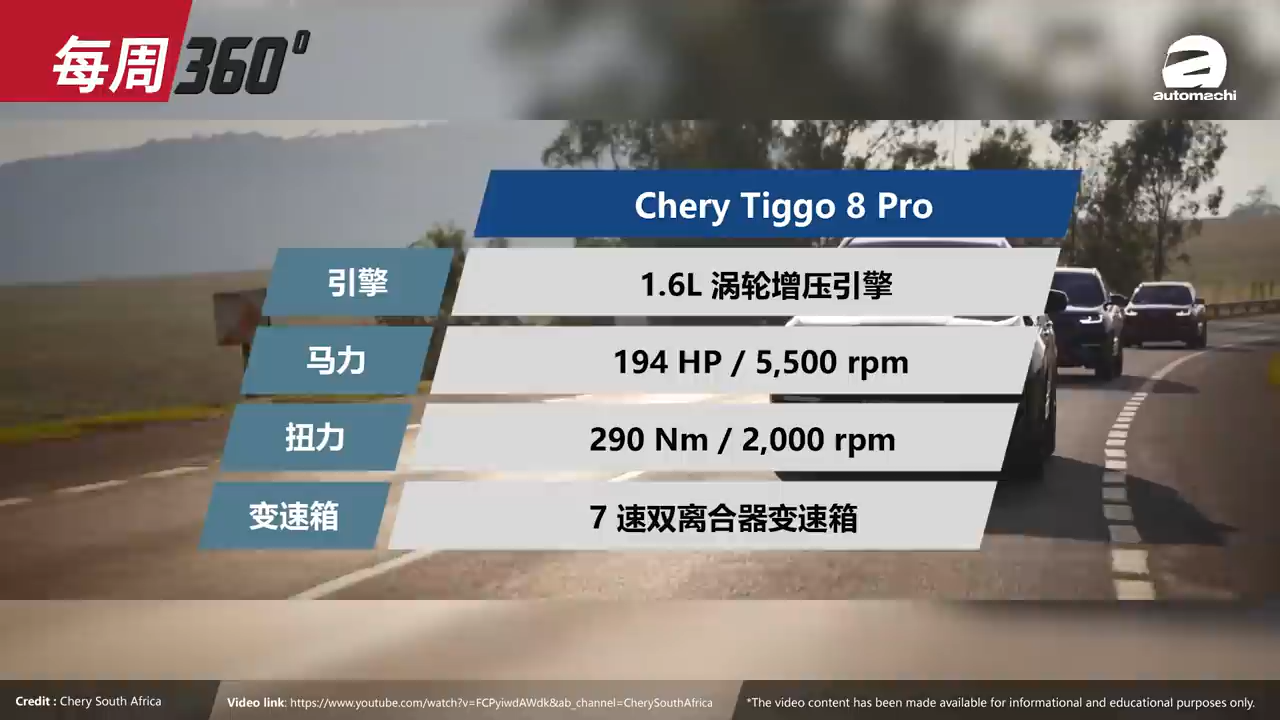 每周360°
automachi
Chery Tiggo 8 Pro
引擎 1.6L 涡轮增压引擎
马力 194 HP / 5,500 rpm
扭力 290 Nm / 2,000 rpm
变速箱 7 速双离合器变速箱
Credit : Chery South Africa
Video link: https://www.youtube.com/watch?v=FCPyiwdAWdk&ab_channel=CherySouthAfrica
*The video content has been made available for informational and educational purposes only.